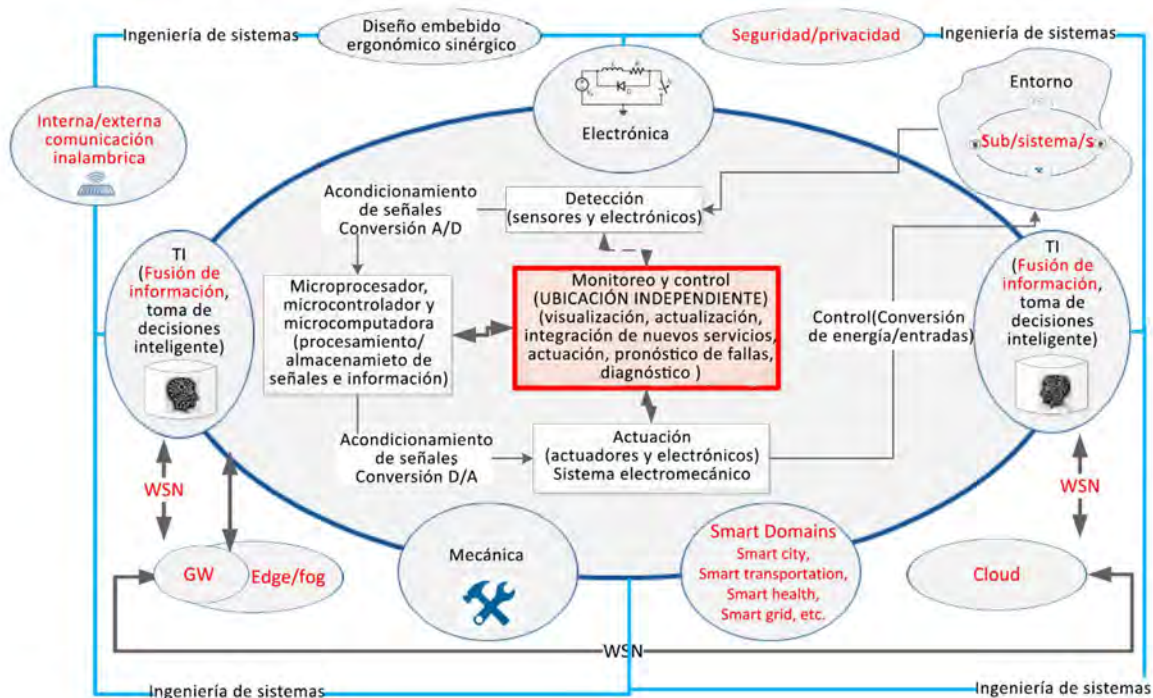 Ingeniería de sistemas
Diseño embebido
ergonómico sinérgico
Seguridad/privacidad
Ingeniería de sistemas
Interna/externa
comunicación
inalambrica
Electrónica
Entorno
Sub/sistema/s
Acondicionamiento
de señales
Conversión A/D
Detección
(sensores y electrónicos)
TI
(Fusión de
información,
toma de
decisiones
inteligente)
Microprocesador,
microcontrolador y
microcomputadora
(procesamiento/
almacenamieto de
señales e información)
Monitoreo y control
(UBICACIÓN INDEPENDIENTE)
(visualización, actualización,
integración de nuevos servicios,
actuación, pronóstico de fallas,
diagnóstico )
Control(Conversión
de energía/entradas)
TI
(Fusión de
información,
toma de
decisiones
inteligente)
Acondicionamiento
de señales
Conversión D/A
Actuación
(actuadores y electrónicos)
Sistema electromecánico
WSN
WSN
GW
Edge/fog
Mecánica
Smart Domains
Smart city,
Smart transportation,
Smart health,
Smart grid, etc.
Cloud
WSN
Ingeniería de sistemas
Ingeniería de sistemas